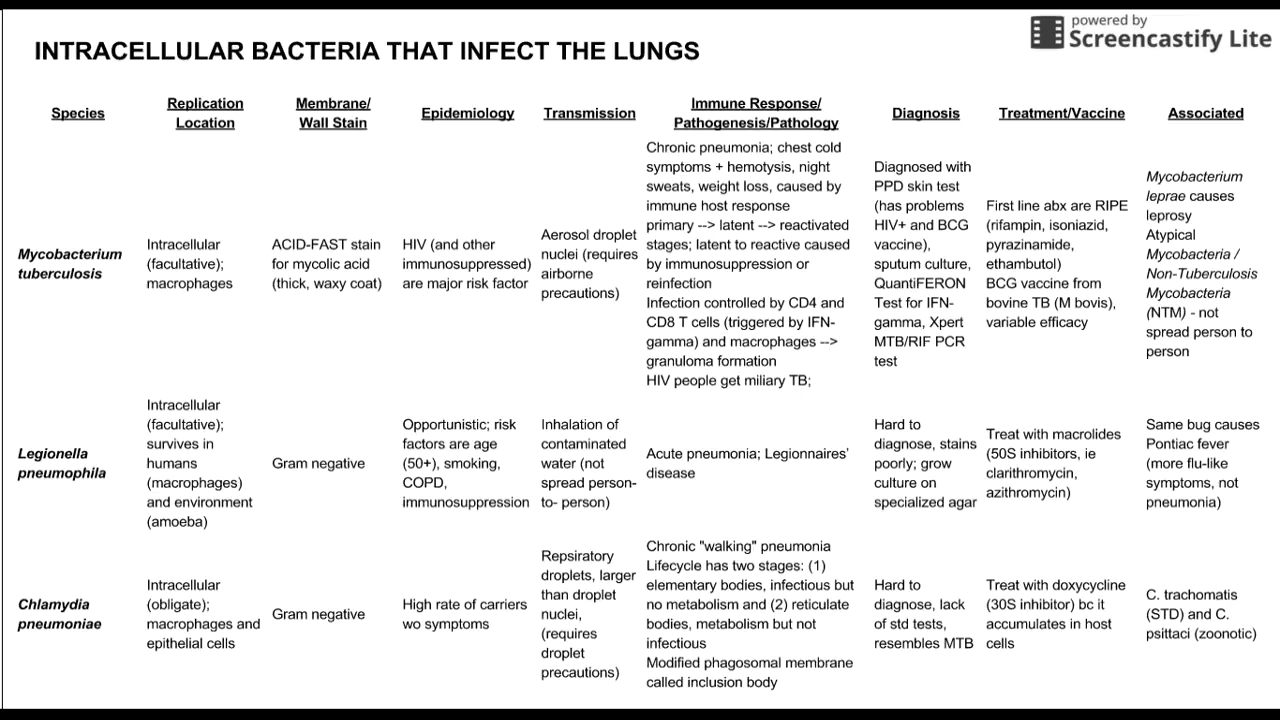 powered by
Screencastify Lite
INTRACELLULAR BACTERIA THAT INFECT THE LUNGS
Species
Replication
Location
Membrane/
Wall Stain
Epidemiology
Transmission
Immune Response/
Pathogenesis/Pathology
Diagnosis
Treatment/Vaccine
Associated
Mycobacterium
tuberculosis
Intracellular
(facultative);
macrophages
ACID-FAST stain
for mycolic acid
(thick, waxy coat)
HIV (and other
immunosuppressed)
are major risk factor
Aerosol droplet
nuclei (requires
airborne
precautions)
Chronic pneumonia; chest cold
symptoms + hemotysis, night
sweats, weight loss, caused by
immune host response
primary --> latent --> reactivated
stages; latent to reactive caused
by immunosuppression or
reinfection
Infection controlled by CD4 and
CD8 T cells (triggered by IFN-
gamma) and macrophages -->
granuloma formation
HIV people get miliary TB;
Diagnosed with
PPD skin test
(has problems
HIV+ and BCG
vaccine),
sputum culture,
QuantiFERON
Test for IFN-
gamma, Xpert
MTB/RIF PCR
test
First line abx are RIPE
(rifampin, isoniazid,
pyrazinamide,
ethambutol)
BCG vaccine from
bovine TB (M bovis),
variable efficacy
Mycobacterium
leprae causes
leprosy
Atypical
Mycobacteria /
Non-Tuberculosis
Mycobacteria
(NTM) - not
spread person to
person
Legionella
pneumophila
Intracellular
(facultative);
survives in
humans
(macrophages)
and environment
(amoeba)
Gram negative
Opportunistic; risk
factors are age
(50+), smoking,
COPD,
immunosuppression
Inhalation of
contaminated
water (not
spread person-
to- person)
Acute pneumonia; Legionnaires'
disease
Hard to
diagnose, stains
poorly; grow
culture on
specialized agar
Treat with macrolides
(50S inhibitors, ie
clarithromycin,
azithromycin)
Same bug causes
Pontiac fever
(more flu-like
symptoms, not
pneumonia)
Chlamydia
pneumoniae
Intracellular
(obligate);
macrophages and
epithelial cells
Gram negative
High rate of carriers
wo symptoms
Repsiratory
droplets, larger
than droplet
nuclei,
(requires
droplet
precautions)
Chronic "walking" pneumonia
Lifecycle has two stages: (1)
elementary bodies, infectious but
no metabolism and (2) reticulate
bodies, metabolism but not
infectious
Modified phagosomal membrane
called inclusion body
Hard to
diagnose, lack
of std tests,
resembles MTB
Treat with doxycycline
(30S inhibitor) bc it
accumulates in host
cells
C. trachomatis
(STD) and C.
psittaci (zoonotic)